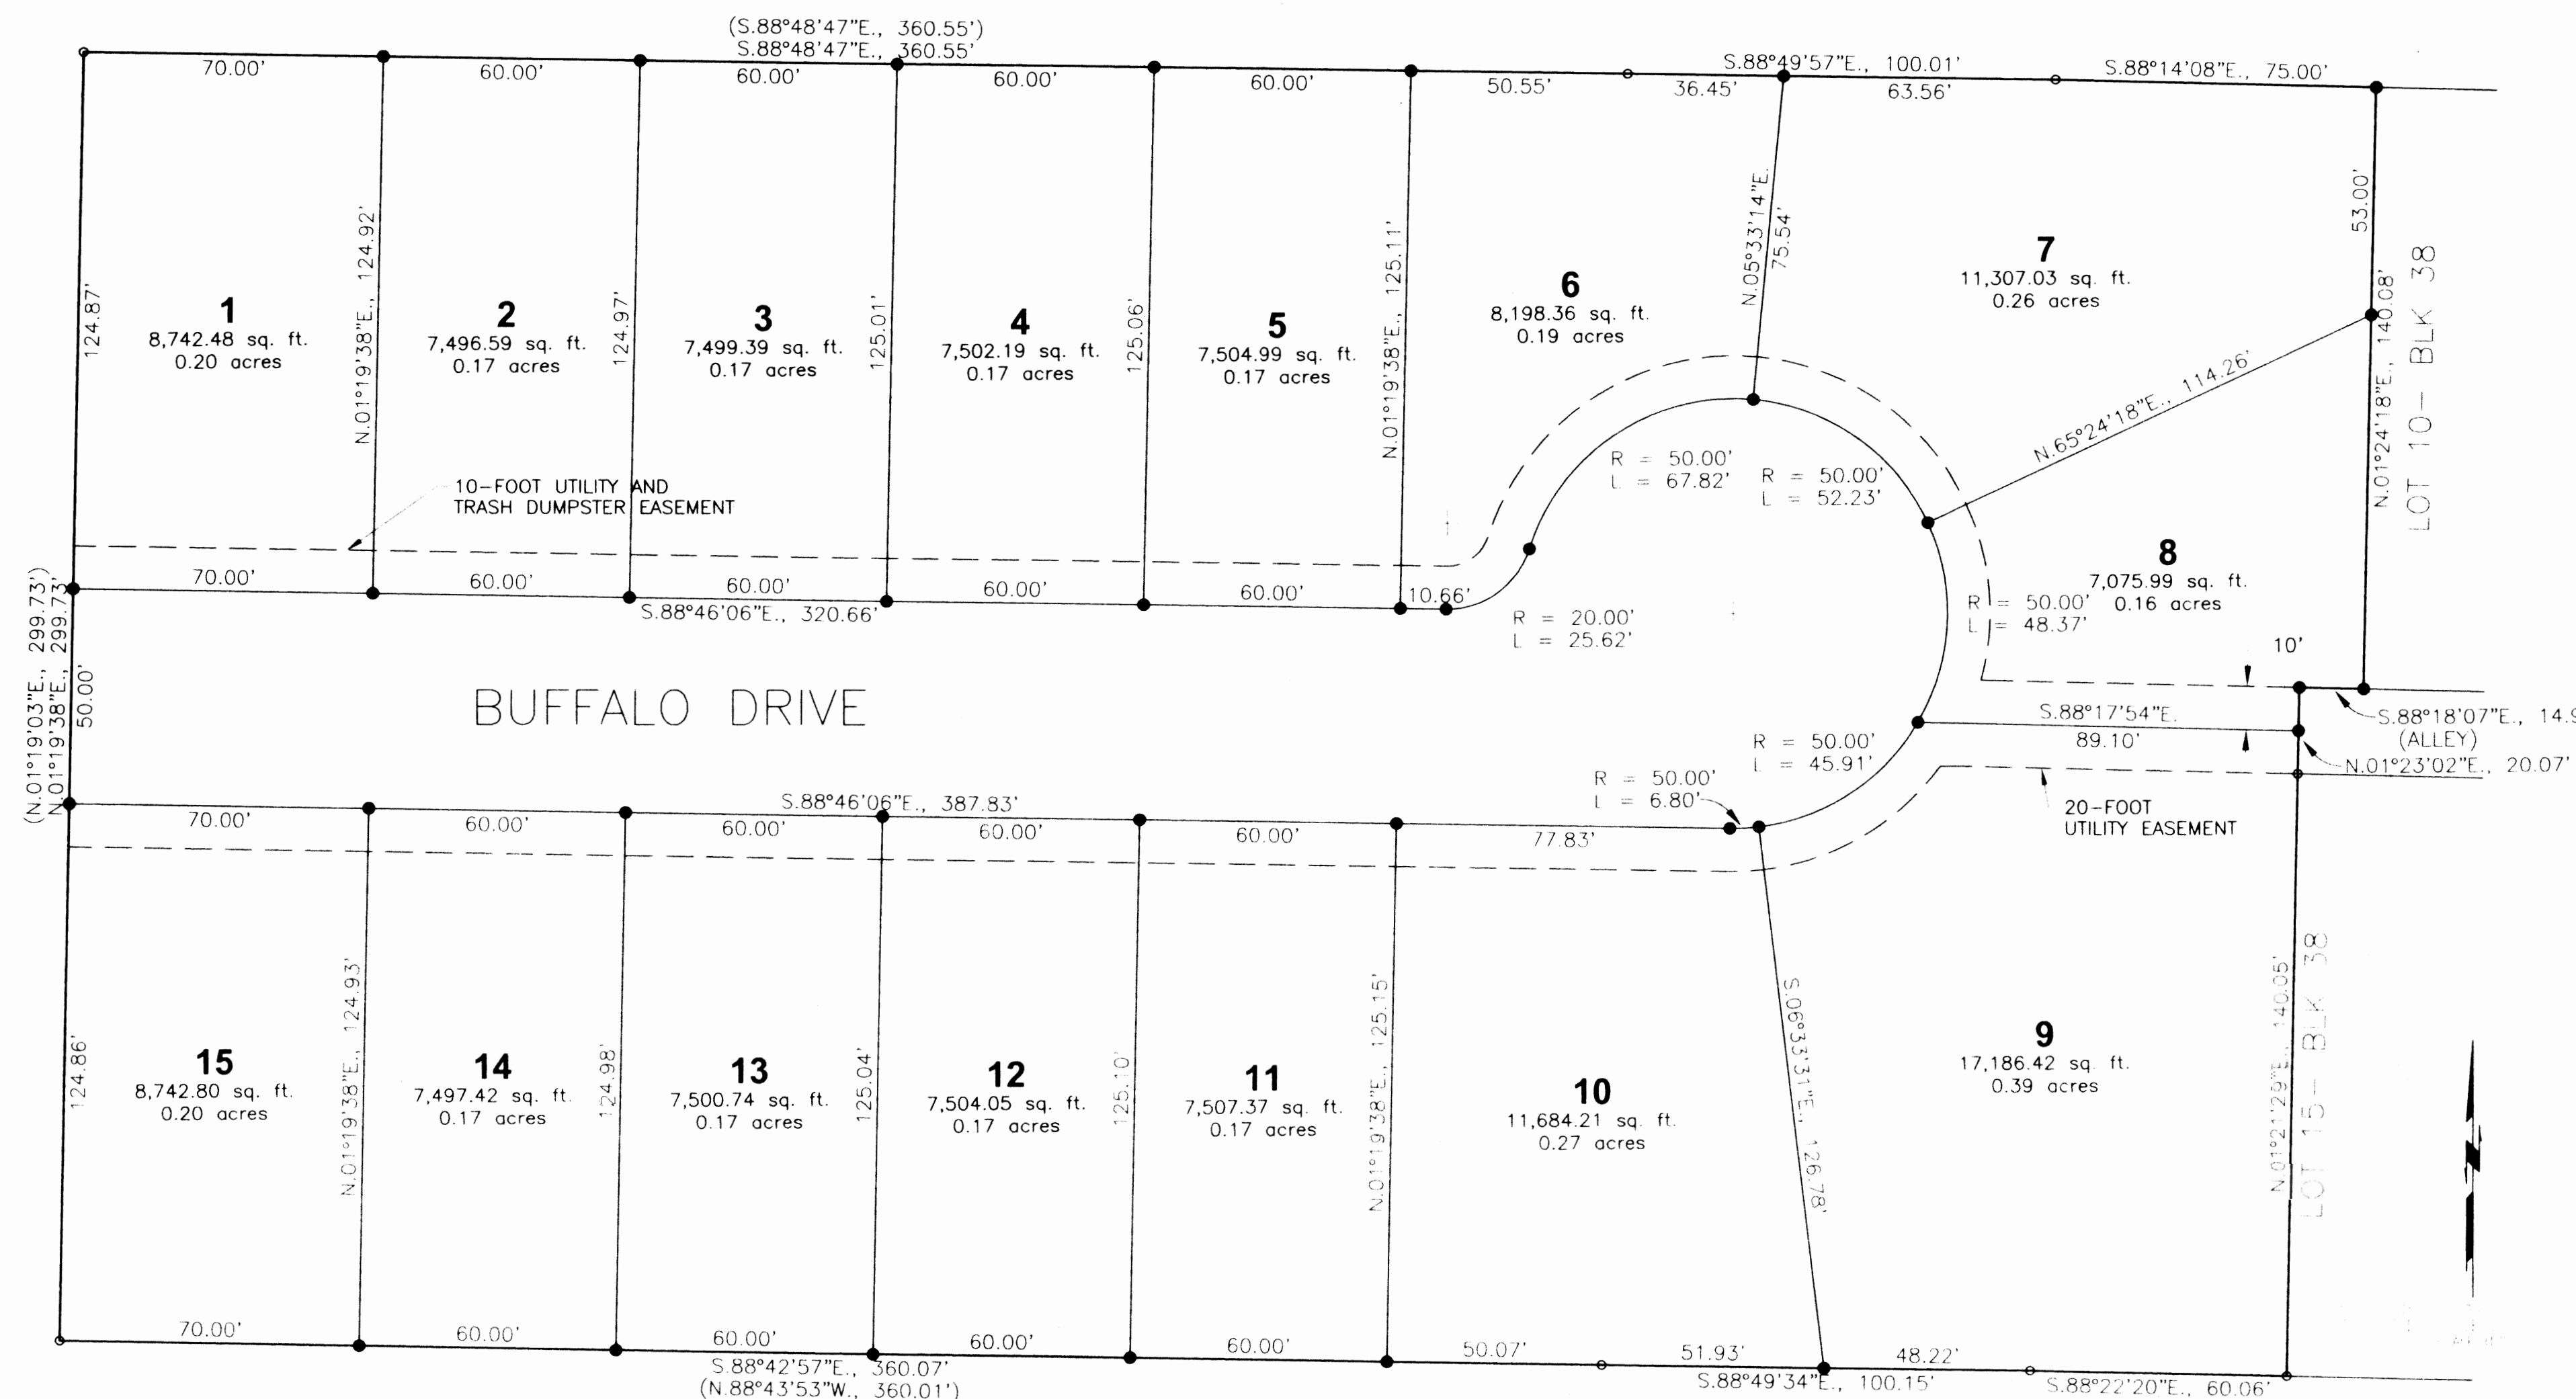 (S.88°48'47"E., 360.55')
S.88°48'47"E., 360.55'
70.00'
60.00'
60.00'
60.00'
60.00'
50.55'
S.88°49'57"E., 100.01'
36.45'
63.56'
S.88°14'08"E., 75.00'
124.87'
1
8,742.48 sq. ft.
0.20 acres
N.01°19'38"E., 124.92'
2
7,496.59 sq. ft.
0.17 acres
124.97'
3
7,499.39 sq. ft.
0.17 acres
125.01'
4
7,502.19 sq. ft.
0.17 acres
125.06'
5
7,504.99 sq. ft.
0.17 acres
N.01°19'38"E., 125.11'
6
8,198.36 sq. ft.
0.19 acres
N.05°33'14"E.
75.54'
7
11,307.03 sq. ft.
0.26 acres
53.00'
N.01°24'18"E., 140.08'
LOT 10- BLK 38
N.65°24'18"E., 114.26'
10-FOOT UTILITY AND
TRASH DUMPSTER EASEMENT
R = 50.00'
L = 67.82'
R = 50.00'
L = 52.23'
8
7,075.99 sq. ft.
0.16 acres
R = 50.00'
L = 48.37'
70.00'
60.00'
60.00'
60.00'
60.00'
10.66'
S.88°46'06"E., 320.66'
R = 20.00'
L = 25.62'
10'
(N.01°19'03"E., 299.73')
N.01°19'38"E., 299.73'
50.00'
BUFFALO DRIVE
S.88°17'54"E.
89.10'
S.88°18'07"E., 14.9
(ALLEY)
N.01°23'02"E., 20.07'
R = 50.00'
L = 45.91'
R = 50.00'
L = 6.80'
20-FOOT
UTILITY EASEMENT
S.88°46'06"E., 387.83'
70.00'
60.00'
60.00'
60.00'
60.00'
77.83'
124.86'
15
8,742.80 sq. ft.
0.20 acres
N.01°19'38"E., 124.93'
14
7,497.42 sq. ft.
0.17 acres
124.98'
13
7,500.74 sq. ft.
0.17 acres
125.04'
12
7,504.05 sq. ft.
0.17 acres
125.10'
11
7,507.37 sq. ft.
0.17 acres
N.01°19'38"E., 125.15'
10
11,684.21 sq. ft.
0.27 acres
S.06°33'31"E., 126.78'
9
17,186.42 sq. ft.
0.39 acres
N.01°21'29"E., 140.05'
LOT 15- BLK 38
70.00'
60.00'
60.00'
60.00'
60.00'
50.07'
51.93'
48.22'
S.88°42'57"E., 360.07'
(N.88°43'53"W., 360.01')
S.88°49'34"E., 100.15'
S.88°22'20"E., 60.06'